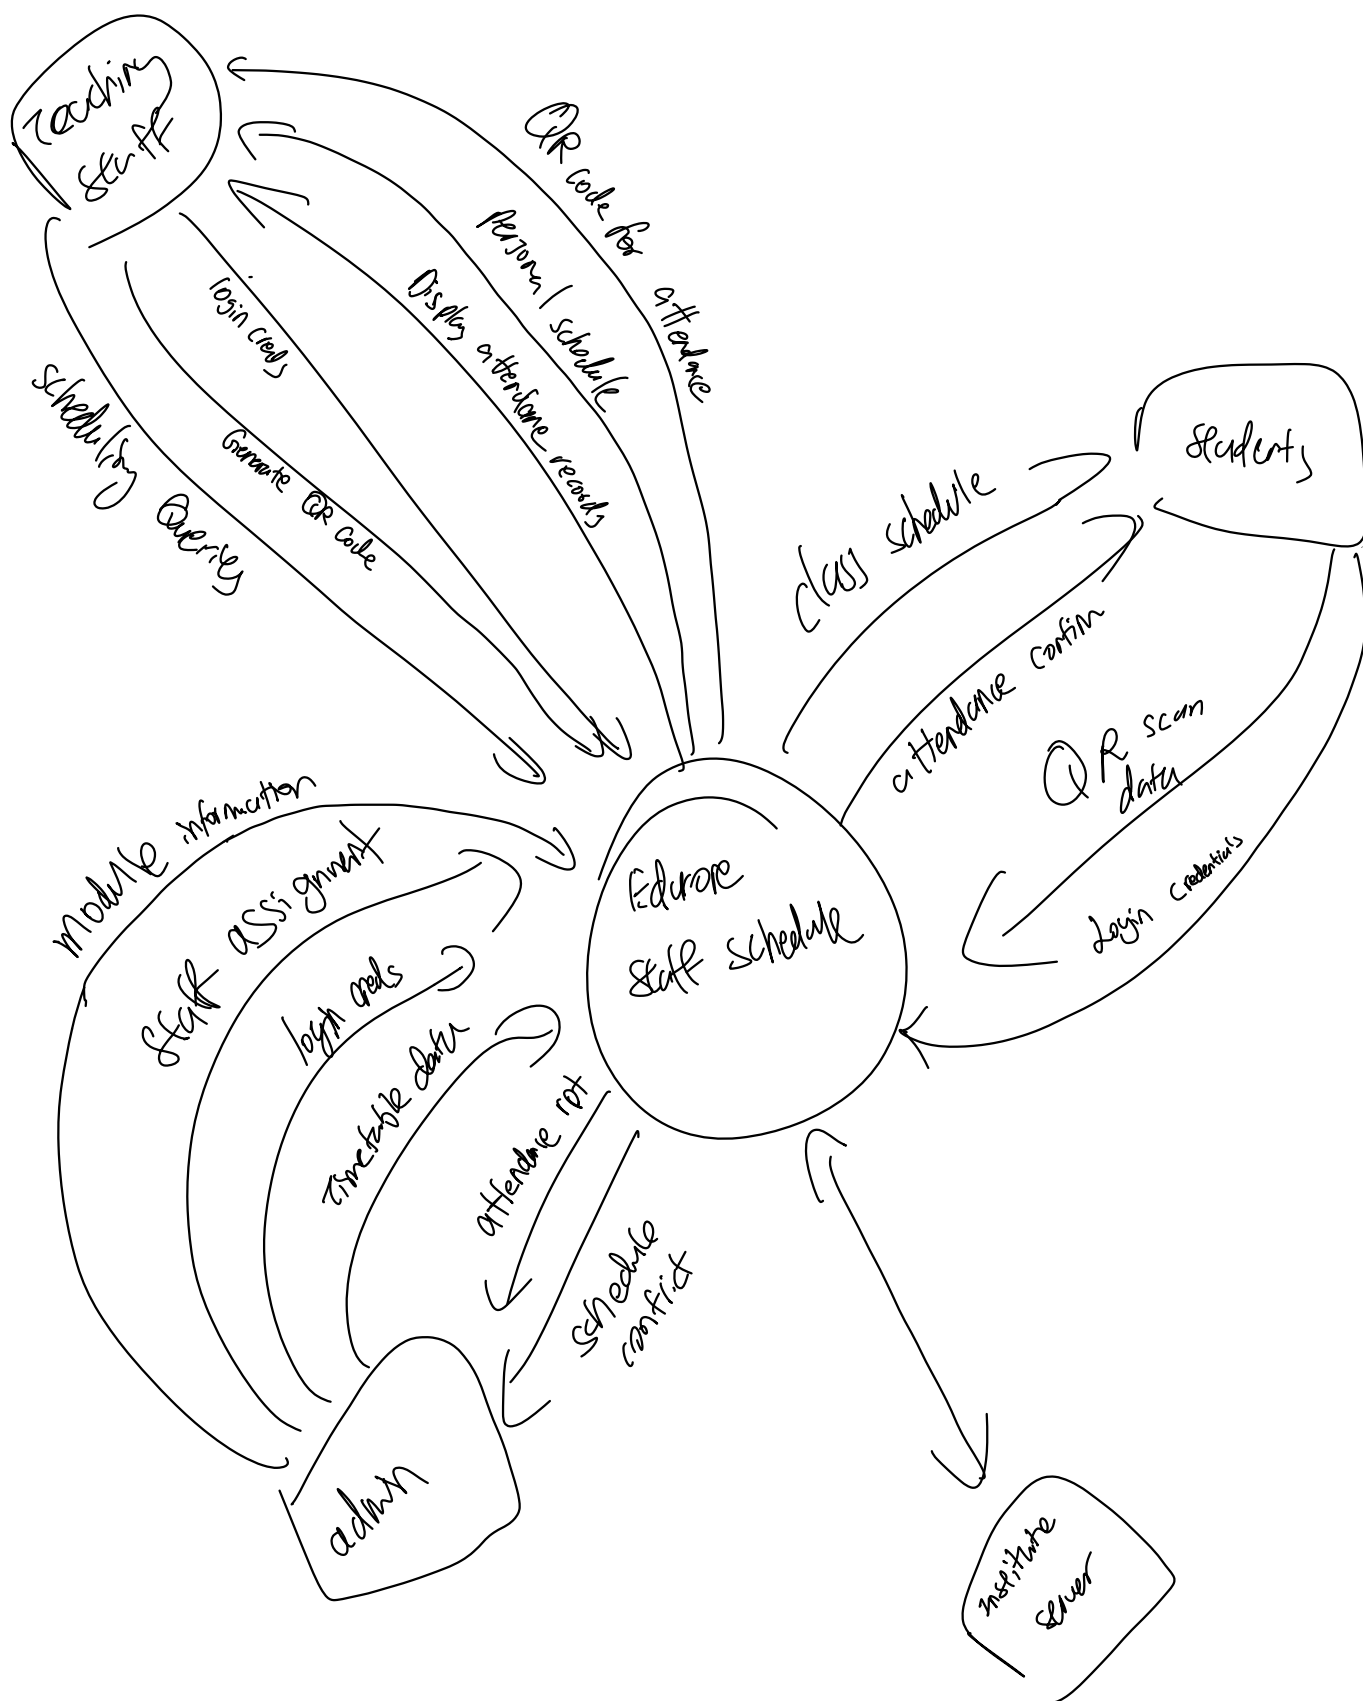 Teaching
Staff
QR code for attendance
Personal schedule
Display attendance records
login creds
Generate QR code
Scheduling Queries
Students
class schedule
attendance confirm
QR scan
data
Login credentials
Staff schedule
module information
Staff assignment
login creds
Timetable data
attendance rpt
schedule
conflict
admin
institute
server